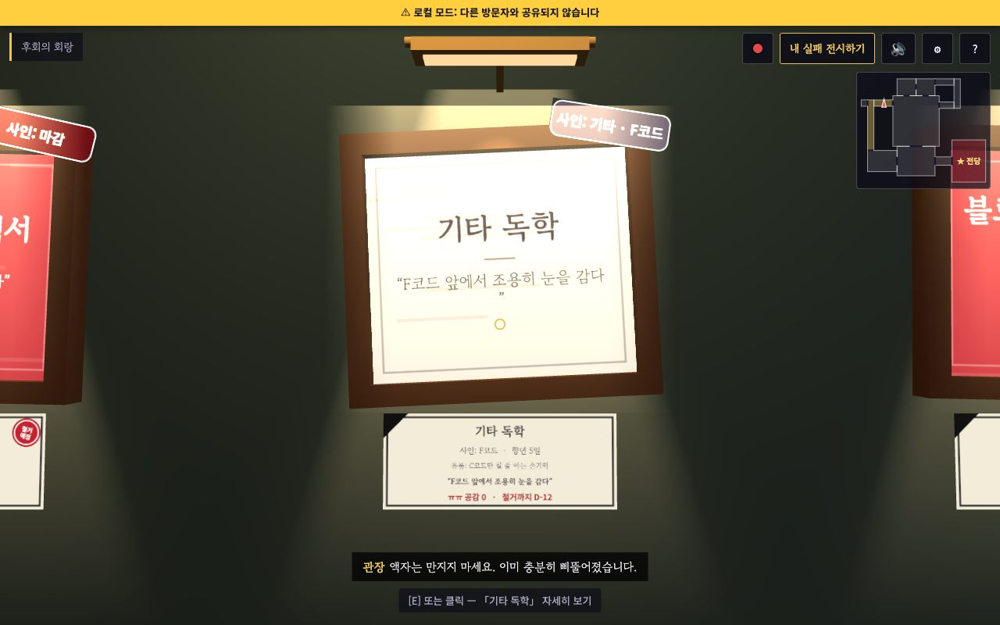 ⚠ 로컬 모드: 다른 방문자와 공유되지 않습니다
후회의 회랑
내 실패 전시하기
?
★ 전당
사인: 마감
사인: 기타 · F코드
기타 독학
“F코드 앞에서 조용히 눈을 감다
”
철거
예정
기타 독학
사인: F코드 · 향년 5일
유품: C코드만 칠 줄 아는 손가락
“F코드 앞에서 조용히 눈을 감다”
ㅠㅠ 공감 0 · 철거까지 D-12
관장 액자는 만지지 마세요. 이미 충분히 삐뚤어졌습니다.
[E] 또는 클릭 — 「기타 독학」 자세히 보기